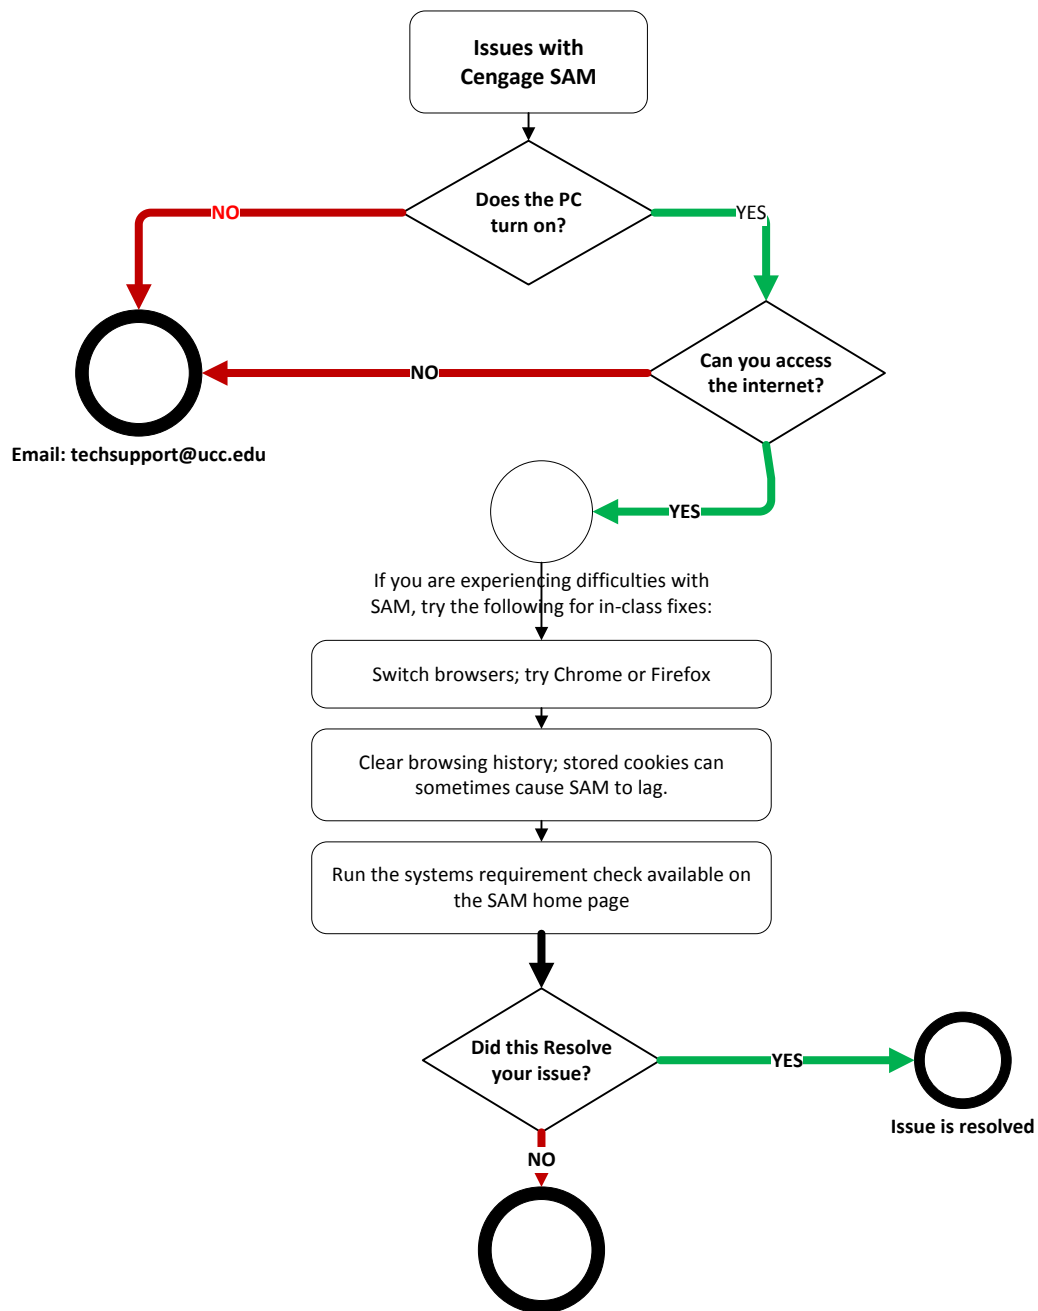 Issues with
Cengage SAM
Does the PC
turn on?
NO
YES
Can you access
the internet?
NO
Email: techsupport@ucc.edu
YES
If you are experiencing difficulties with
SAM, try the following for in-class fixes:
Switch browsers; try Chrome or Firefox
Clear browsing history; stored cookies can
sometimes cause SAM to lag.
Run the systems requirement check available on
the SAM home page
Did this Resolve
your issue?
YES
Issue is resolved
NO